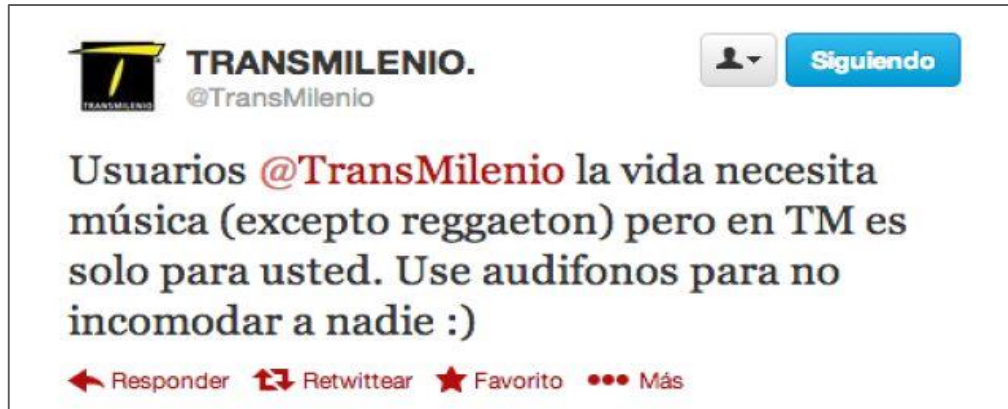 TRANSMILENIO
TRANSMILENIO.
@TransMilenio
Siguiendo
Usuarios @TransMilenio la vida necesita
música (excepto reggaeton) pero en TM es
solo para usted. Use audifonos para no
incomodar a nadie :)
Responder Retwittear Favorito Más